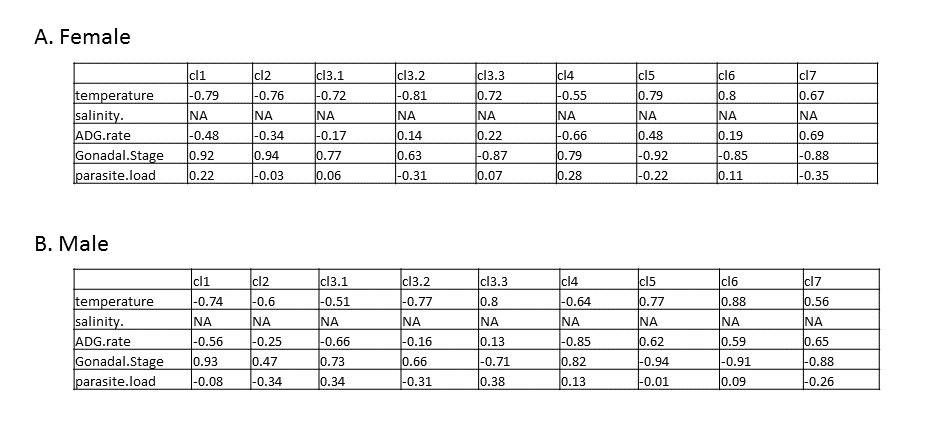 A. Female
cl1 cl2 cl3.1 cl3.2 cl3.3 cl4 cl5 cl6 cl7
temperature -0.79 -0.76 -0.72 -0.81 0.72 -0.55 0.79 0.8 0.67
salinity. NA NA NA NA NA NA NA NA NA
ADG.rate -0.48 -0.34 -0.17 0.14 0.22 -0.66 0.48 0.19 0.69
Gonadal.Stage 0.92 0.94 0.77 0.63 -0.87 0.79 -0.92 -0.85 -0.88
parasite.load 0.22 -0.03 0.06 -0.31 0.07 0.28 -0.22 0.11 -0.35
B. Male
cl1 cl2 cl3.1 cl3.2 cl3.3 cl4 cl5 cl6 cl7
temperature -0.74 -0.6 -0.51 -0.77 0.8 -0.64 0.77 0.88 0.56
salinity. NA NA NA NA NA NA NA NA NA
ADG.rate -0.56 -0.25 -0.66 -0.16 0.13 -0.85 0.62 0.59 0.65
Gonadal.Stage 0.93 0.47 0.73 0.66 -0.71 0.82 -0.94 -0.91 -0.88
parasite.load -0.08 -0.34 0.34 -0.31 0.38 0.13 -0.01 0.09 -0.26